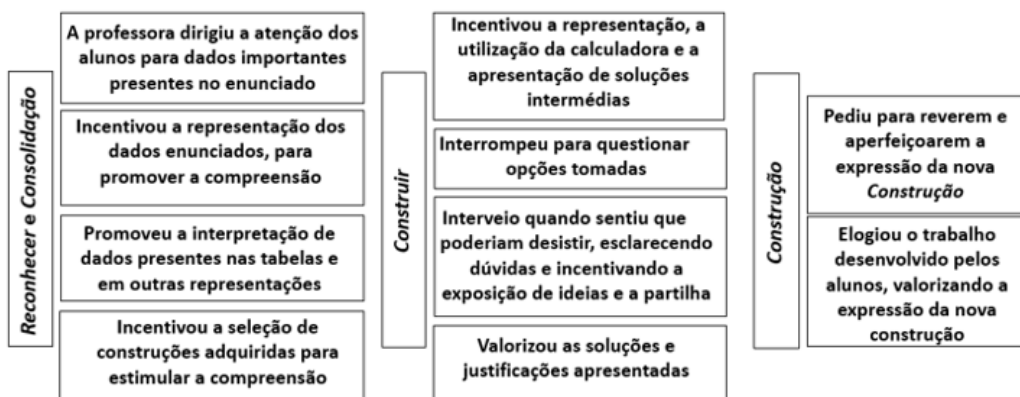 Reconhecer e Consolidação
A professora dirigiu a atenção dos
alunos para dados importantes
presentes no enunciado
Incentivou a representação dos
dados enunciados, para
promover a compreensão
Promoveu a interpretação de
dados presentes nas tabelas e
em outras representações
Incentivou a seleção de
construções adquiridas para
estimular a compreensão
Construir
Incentivou a representação, a
utilização da calculadora e a
apresentação de soluções
intermédias
Interrompeu para questionar
opções tomadas
Interveio quando sentiu que
poderiam desistir, esclarecendo
dúvidas e incentivando a
exposição de ideias e a partilha
Valorizou as soluções e
justificações apresentadas
Construção
Pediu para reverem e
aperfeiçoarem a
expressão da nova
Construção
Elogiou o trabalho
desenvolvido pelos
alunos, valorizando a
expressão da nova
construção